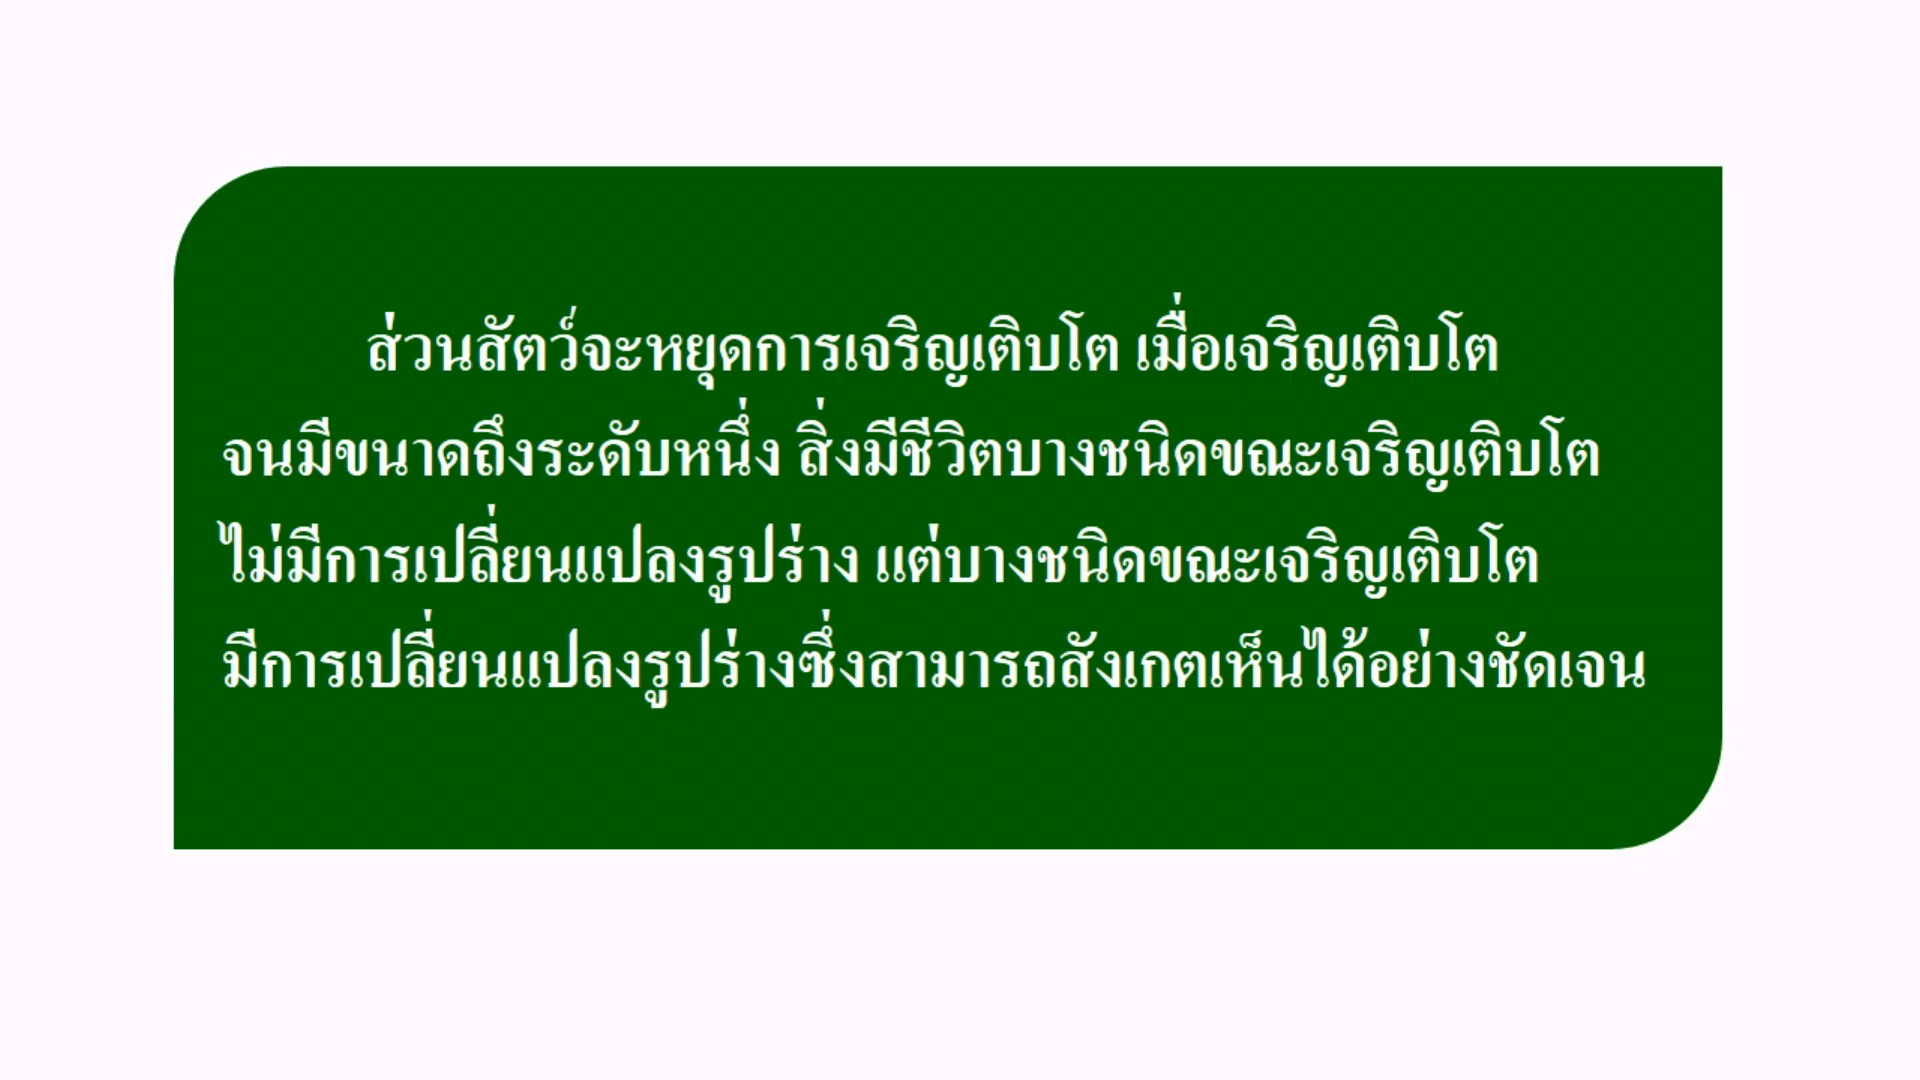 ส่วนสัตว์จะหยุดการเจริญเติบโต เมื่อเจริญเติบโต
จนมีขนาดถึงระดับหนึ่ง สิ่งมีชีวิตบางชนิดขณะเจริญเติบโต
ไม่มีการเปลี่ยนแปลงรูปร่าง แต่บางชนิดขณะเจริญเติบโต
มีการเปลี่ยนแปลงรูปร่างซึ่งสามารถสังเกตเห็นได้อย่างชัดเจน